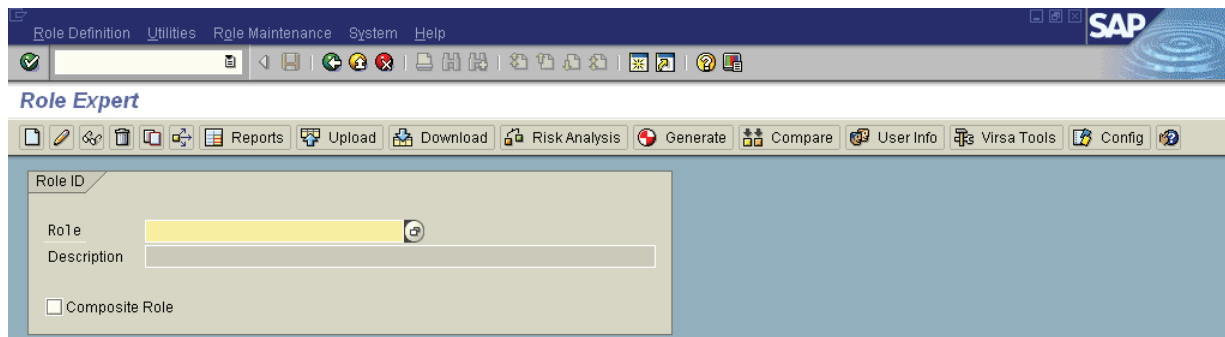 Role Definition Utilities Role Maintenance System Help
SAP
Role Expert
Reports Upload Download Risk Analysis Generate Compare User Info Virsa Tools Config
Role ID
Role
Description
Composite Role